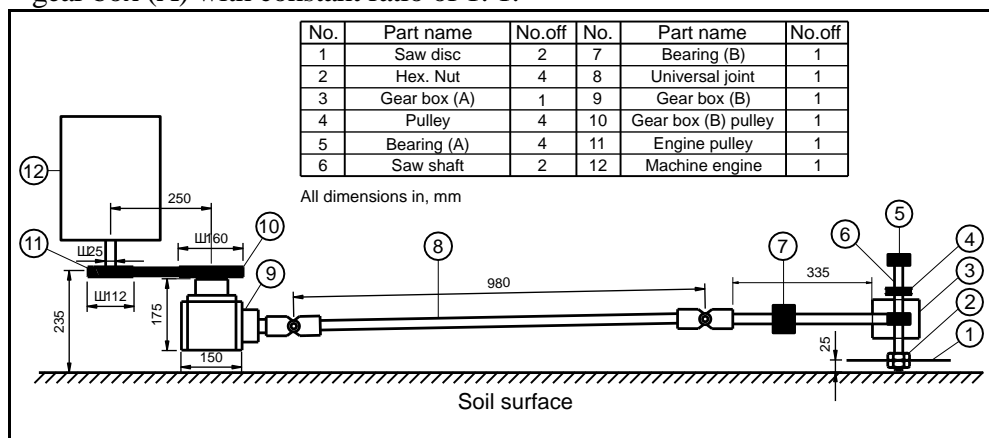 gear box (A) with constant ratio of 1: 1.
No. Part name No.off No. Part name No.off
1 Saw disc 2 7 Bearing (B) 1
2 Hex. Nut 4 8 Universal joint 1
3 Gear box (A) 1 9 Gear box (B) 1
4 Pulley 4 10 Gear box (B) pulley 1
5 Bearing (A) 4 11 Engine pulley 1
6 Saw shaft 2 12 Machine engine 1
All dimensions in, mm
12
250
Ш25
Ш160
10
11
Ш112
235
175
9
150
8
980
7
335
6
5
4
3
2
1
25
Soil surface